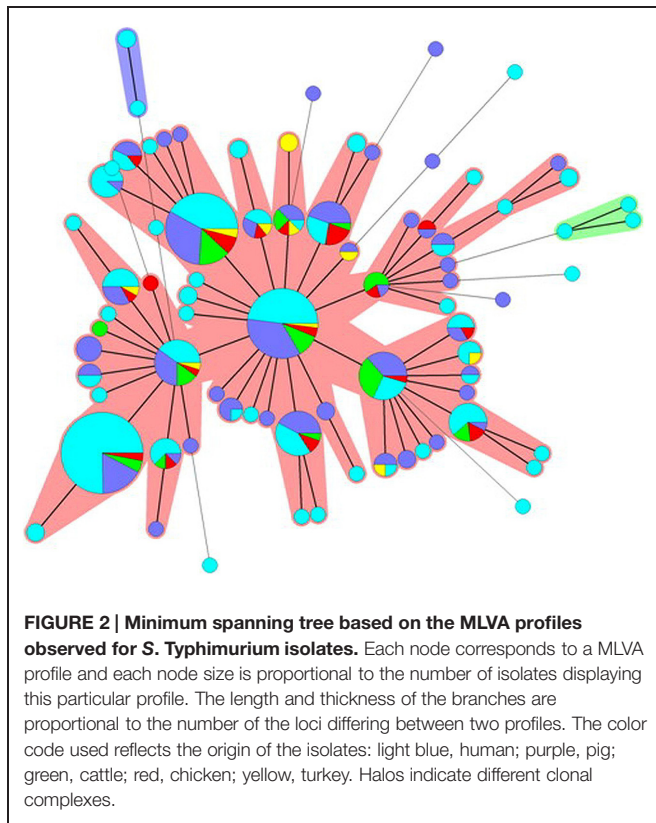 FIGURE 2 | Minimum spanning tree based on the MLVA profiles
observed for S. Typhimurium isolates. Each node corresponds to a MLVA
profile and each node size is proportional to the number of isolates displaying
this particular profile. The length and thickness of the branches are
proportional to the number of the loci differing between two profiles. The color
code used reflects the origin of the isolates: light blue, human; purple, pig;
green, cattle; red, chicken; yellow, turkey. Halos indicate different clonal
complexes.